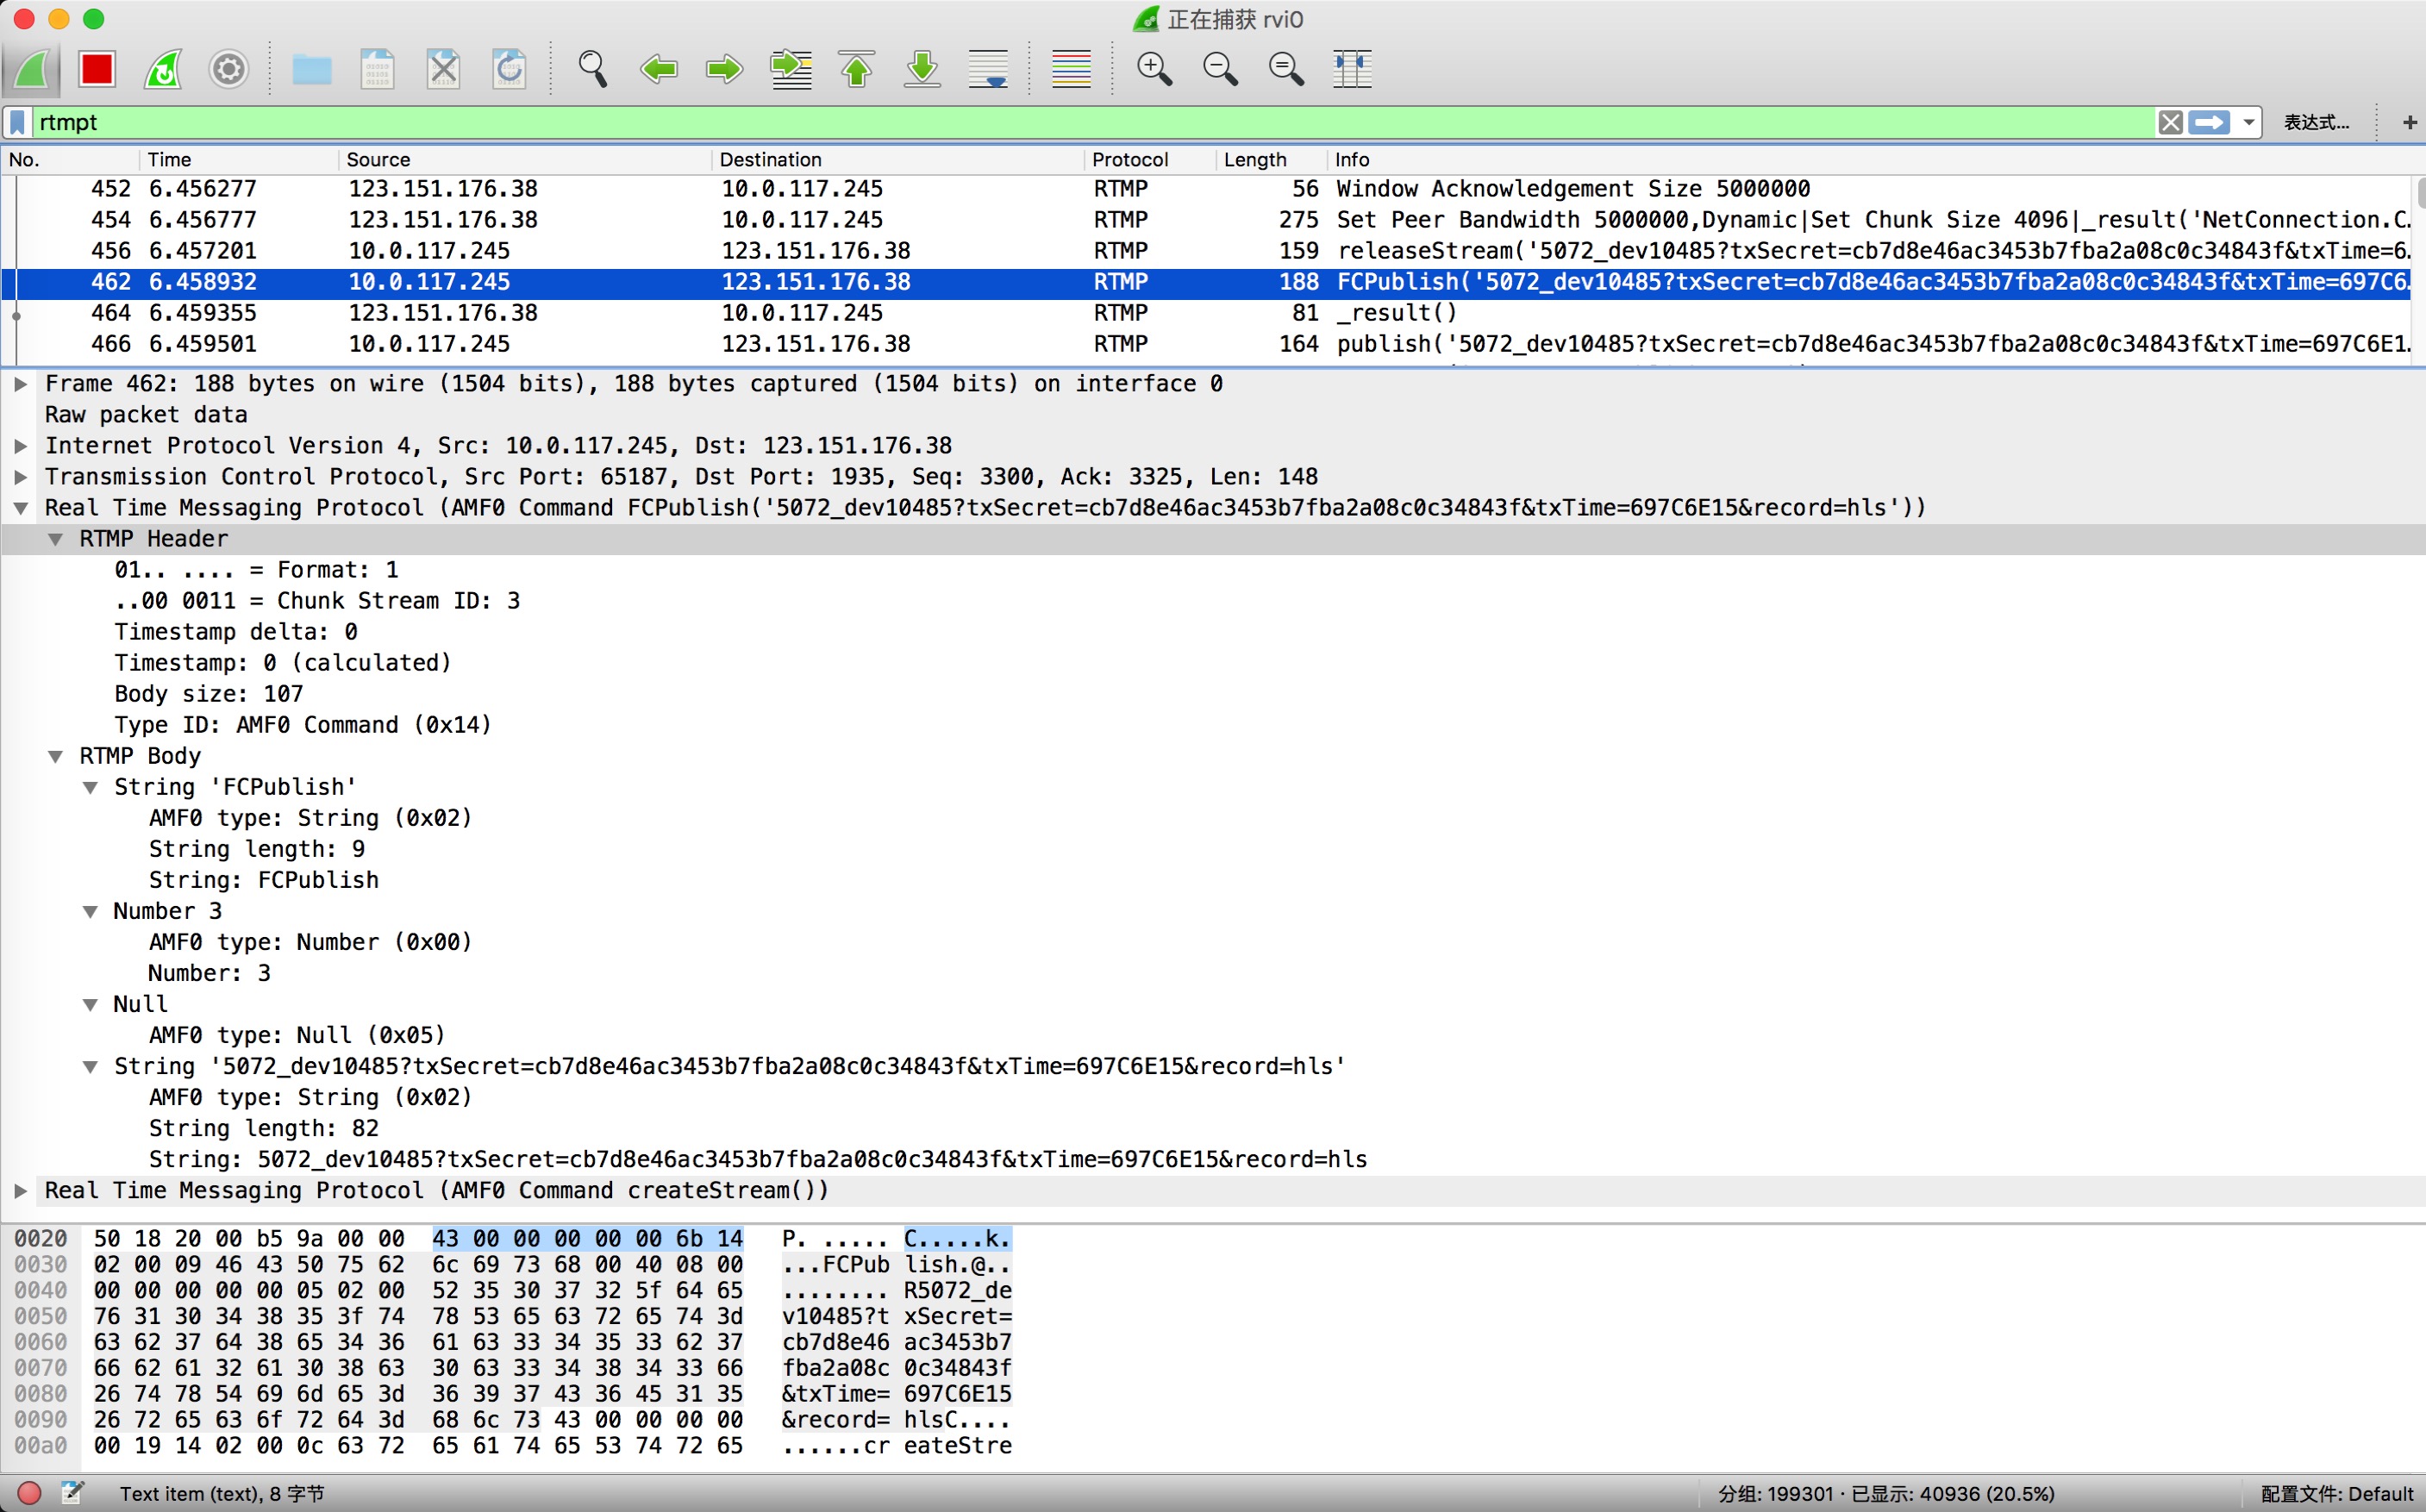 正在捕获 rvi0
rtmpt
表达式...
No. Time Source Destination Protocol Length Info
452 6.456277 123.151.176.38 10.0.117.245 RTMP 56 Window Acknowledgement Size 5000000
454 6.456777 123.151.176.38 10.0.117.245 RTMP 275 Set Peer Bandwidth 5000000,Dynamic|Set Chunk Size 4096|_result('NetConnection.C…
456 6.457201 10.0.117.245 123.151.176.38 RTMP 159 releaseStream('5072_dev10485?txSecret=cb7d8e46ac3453b7fba2a08c0c34843f&txTime=6…
462 6.458932 10.0.117.245 123.151.176.38 RTMP 188 FCPublish('5072_dev10485?txSecret=cb7d8e46ac3453b7fba2a08c0c34843f&txTime=697C6…
464 6.459355 123.151.176.38 10.0.117.245 RTMP 81 _result()
466 6.459501 10.0.117.245 123.151.176.38 RTMP 164 publish('5072_dev10485?txSecret=cb7d8e46ac3453b7fba2a08c0c34843f&txTime=697C6E1…
Frame 462: 188 bytes on wire (1504 bits), 188 bytes captured (1504 bits) on interface 0
Raw packet data
Internet Protocol Version 4, Src: 10.0.117.245, Dst: 123.151.176.38
Transmission Control Protocol, Src Port: 65187, Dst Port: 1935, Seq: 3300, Ack: 3325, Len: 148
Real Time Messaging Protocol (AMF0 Command FCPublish('5072_dev10485?txSecret=cb7d8e46ac3453b7fba2a08c0c34843f&txTime=697C6E15&record=hls'))
RTMP Header
01.. .... = Format: 1
..00 0011 = Chunk Stream ID: 3
Timestamp delta: 0
Timestamp: 0 (calculated)
Body size: 107
Type ID: AMF0 Command (0x14)
RTMP Body
String 'FCPublish'
AMF0 type: String (0x02)
String length: 9
String: FCPublish
Number 3
AMF0 type: Number (0x00)
Number: 3
Null
AMF0 type: Null (0x05)
String '5072_dev10485?txSecret=cb7d8e46ac3453b7fba2a08c0c34843f&txTime=697C6E15&record=hls'
AMF0 type: String (0x02)
String length: 82
String: 5072_dev10485?txSecret=cb7d8e46ac3453b7fba2a08c0c34843f&txTime=697C6E15&record=hls
Real Time Messaging Protocol (AMF0 Command createStream())
0020 50 18 20 00 b5 9a 00 00 43 00 00 00 00 00 6b 14 P. ..... C.....k.
0030 02 00 09 46 43 50 75 62 6c 69 73 68 00 40 08 00 ...FCPub lish.@..
0040 00 00 00 00 00 05 02 00 52 35 30 37 32 5f 64 65 ........ R5072_de
0050 76 31 30 34 38 35 3f 74 78 53 65 63 72 65 74 3d v10485?t xSecret=
0060 63 62 37 64 38 65 34 36 61 63 33 34 35 33 62 37 cb7d8e46 ac3453b7
0070 66 62 61 32 61 30 38 63 30 63 33 34 38 34 33 66 fba2a08c 0c34843f
0080 26 74 78 54 69 6d 65 3d 36 39 37 43 36 45 31 35 &txTime= 697C6E15
0090 26 72 65 63 6f 72 64 3d 68 6c 73 43 00 00 00 00 &record= hlsC....
00a0 00 19 14 02 00 0c 63 72 65 61 74 65 53 74 72 65 ......cr eateStre
Text item (text), 8 字节
分组: 199301 · 已显示: 40936 (20.5%)
配置文件: Default